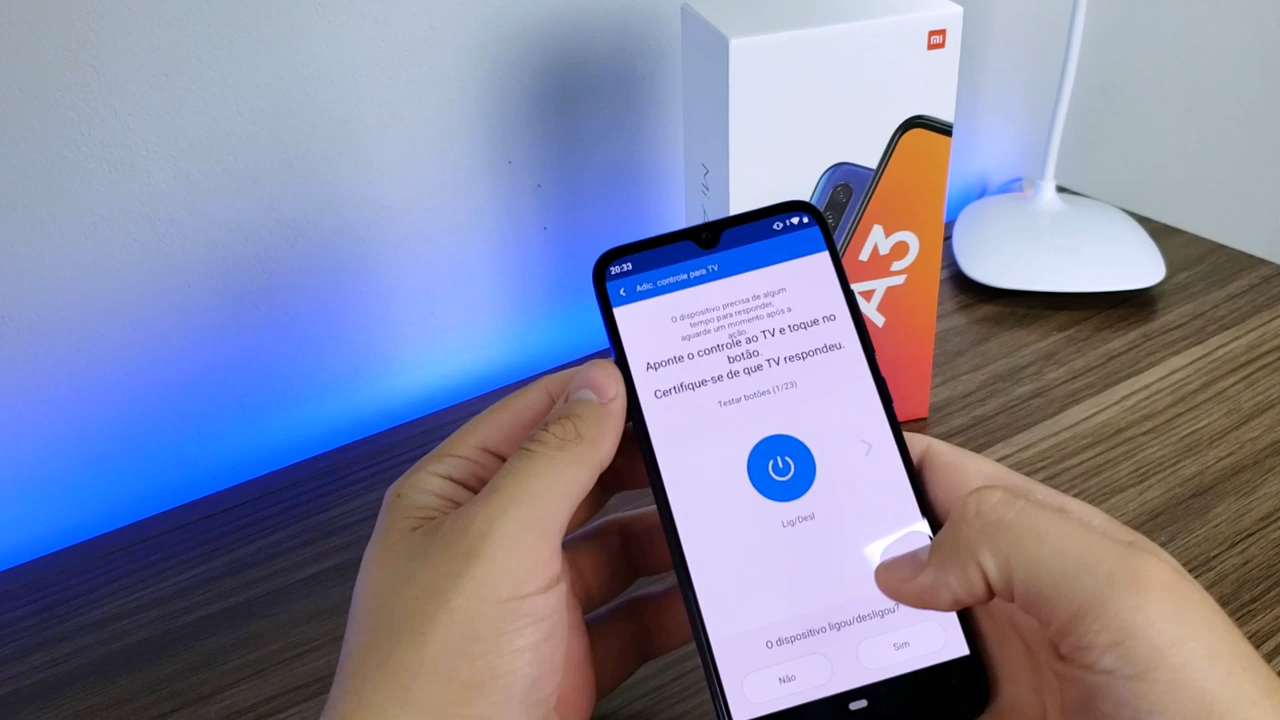 mi
MI A
A3
20:33
Adic. controle para TV
O dispositivo precisa de algum
tempo para responder,
aguarde um momento após a
ação.
Aponte o controle ao TV e toque no
botão.
Certifique-se de que TV respondeu.
Testar botões (1/23)
Lig/Desl
O dispositivo ligou/desligou?
Não
Sim